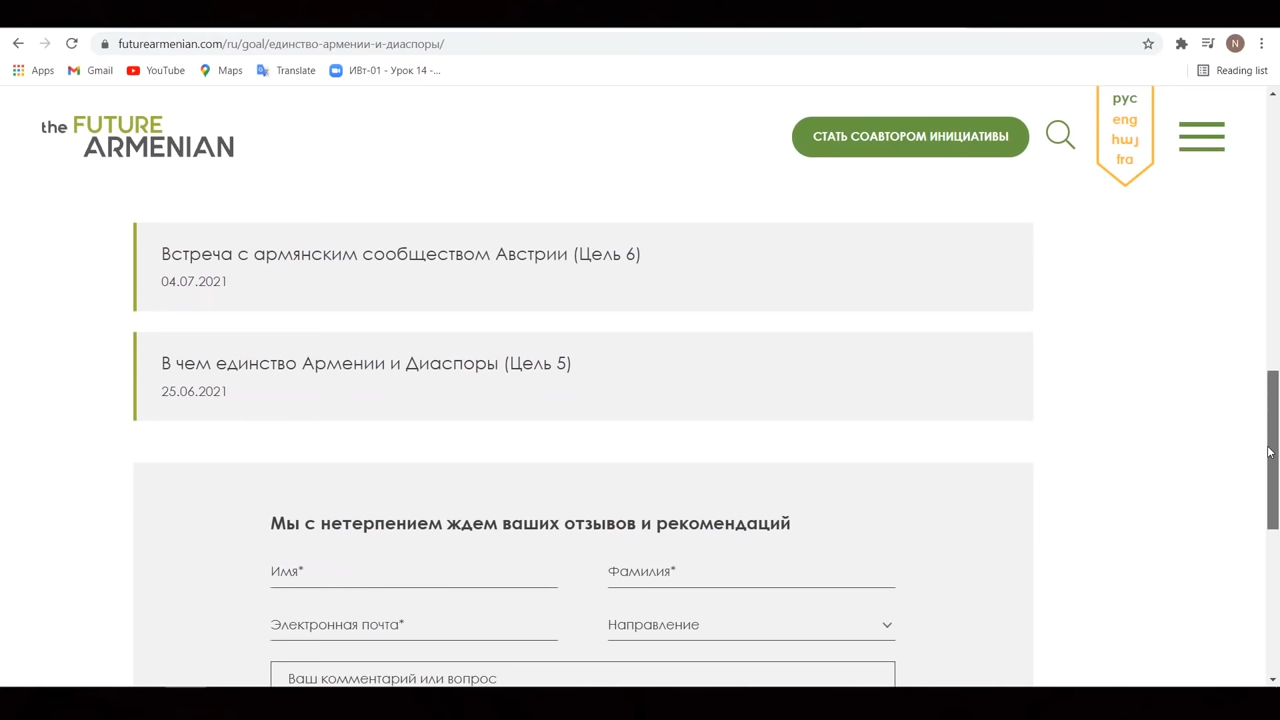 futurearmenian.com/ru/goal/единство-армении-и-диаспоры/
N
Apps
Gmail
YouTube
Maps
Translate
ИВт-01 - Урок 14 -...
Reading list
the FUTURE
ARMENIAN
СТАТЬ СОАВТОРОМ ИНИЦИАТИВЫ
рус
eng
հայ
fra
Встреча с армянским сообществом Австрии (Цель 6)
04.07.2021
В чем единство Армении и Диаспоры (Цель 5)
25.06.2021
Мы с нетерпением ждем ваших отзывов и рекомендаций
Имя*
Фамилия*
Электронная почта*
Направление
Ваш комментарий или вопрос